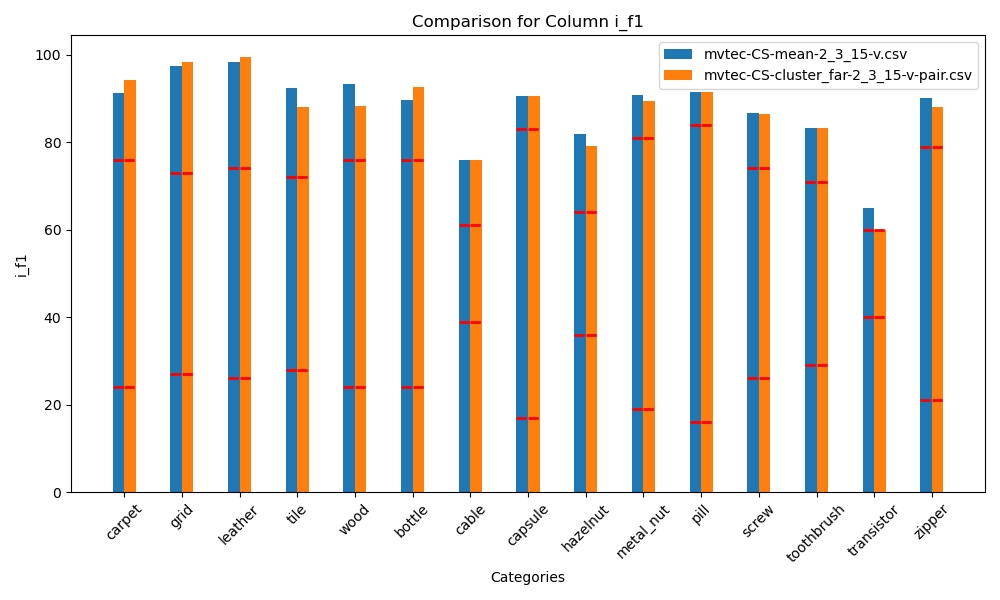 Comparison for Column i_f1
mvtec-CS-mean-2_3_15-v.csv
mvtec-CS-cluster_far-2_3_15-v-pair.csv
100
80
60
40
20
0
i_f1
carpet
grid
leather
tile
wood
bottle
cable
capsule
hazelnut
metal_nut
pill
screw
toothbrush
transistor
zipper
Categories